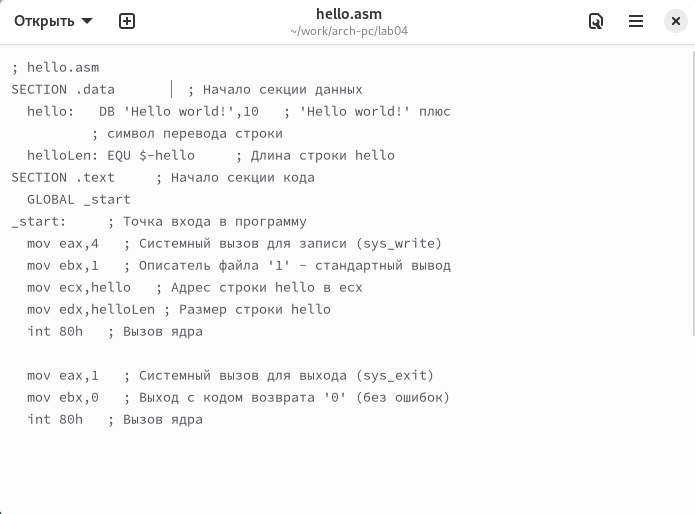 Открыть
hello.asm
~/work/arch-pc/lab04
; hello.asm
SECTION .data         ; Начало секции данных
  hello:   DB 'Hello world!',10   ; 'Hello world!' плюс
          ; символ перевода строки
  helloLen: EQU $-hello     ; Длина строки hello
SECTION .text     ; Начало секции кода
  GLOBAL _start
_start:     ; Точка входа в программу
  mov eax,4   ; Системный вызов для записи (sys_write)
  mov ebx,1   ; Описатель файла '1' - стандартный вывод
  mov ecx,hello   ; Адрес строки hello в ecx
  mov edx,helloLen ; Размер строки hello
  int 80h   ; Вызов ядра
  mov eax,1   ; Системный вызов для выхода (sys_exit)
  mov ebx,0   ; Выход с кодом возврата '0' (без ошибок)
  int 80h   ; Вызов ядра